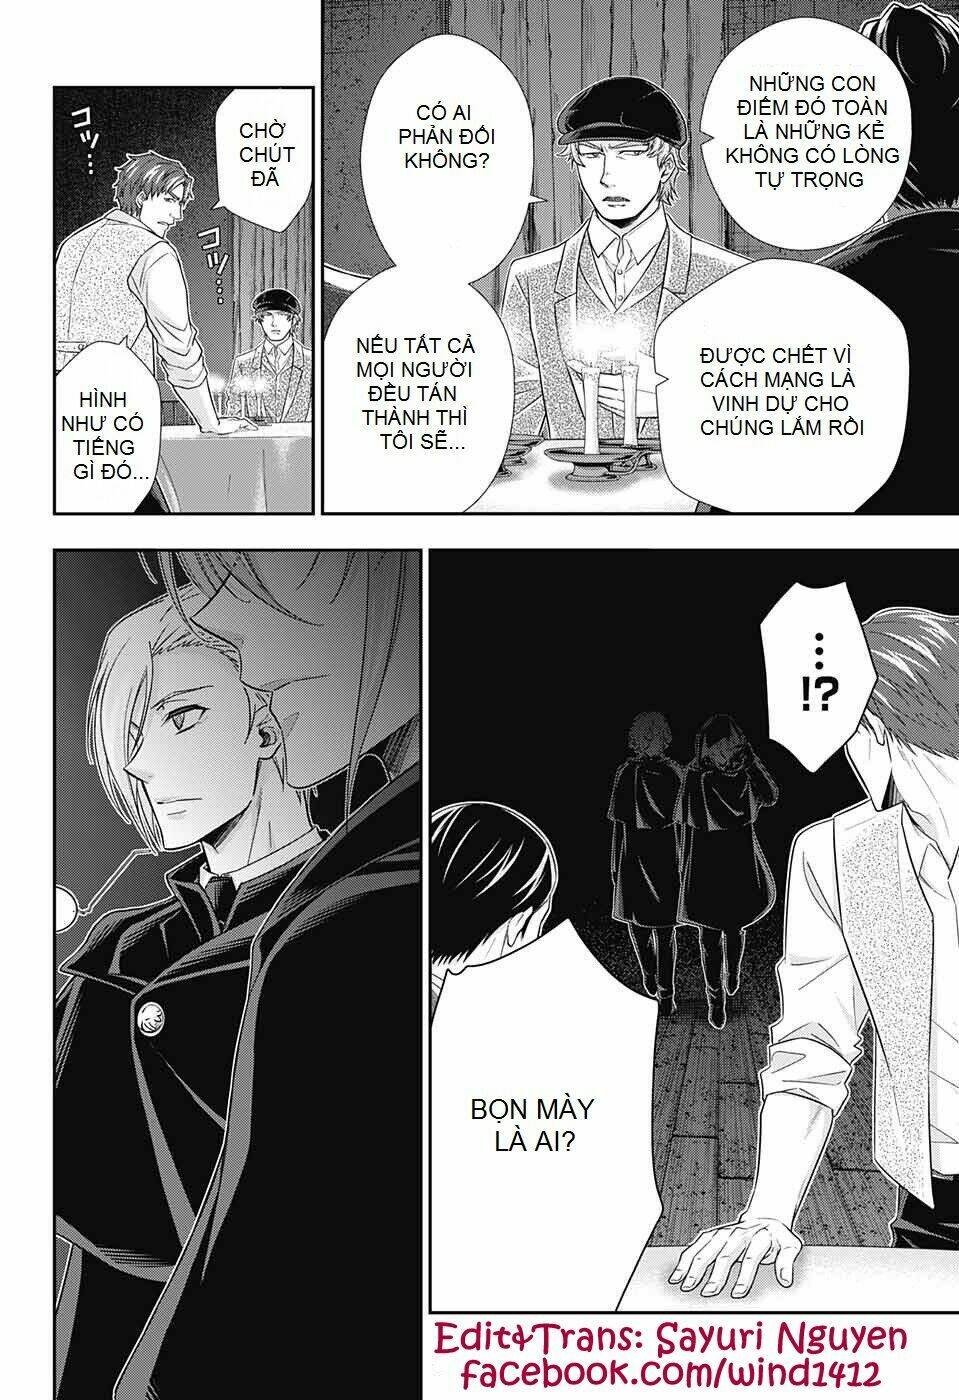 NHỮNG CON
ĐIẾM ĐÓ TOÀN
LÀ NHỮNG KẺ
KHÔNG CÓ LÒNG
TỰ TRỌNG
ĐƯỢC CHẾT VÌ
CÁCH MẠNG LÀ
VINH DỰ CHO
CHÚNG LẮM RỒI
CÓ AI
PHẢN ĐỐI
KHÔNG?
NẾU TẤT CẢ
MỌI NGƯỜI
ĐỀU TÁN
THÀNH THÌ
TÔI SẼ...
CHỜ
CHÚT
ĐÃ
コツ…
コツ…
HÌNH
NHƯ CÓ
TIẾNG
GÌ ĐÓ...
...
!?
BỌN MÀY
LÀ AI?
Edit&Trans: Sayuri Nguyen
facebook.com/wind1412